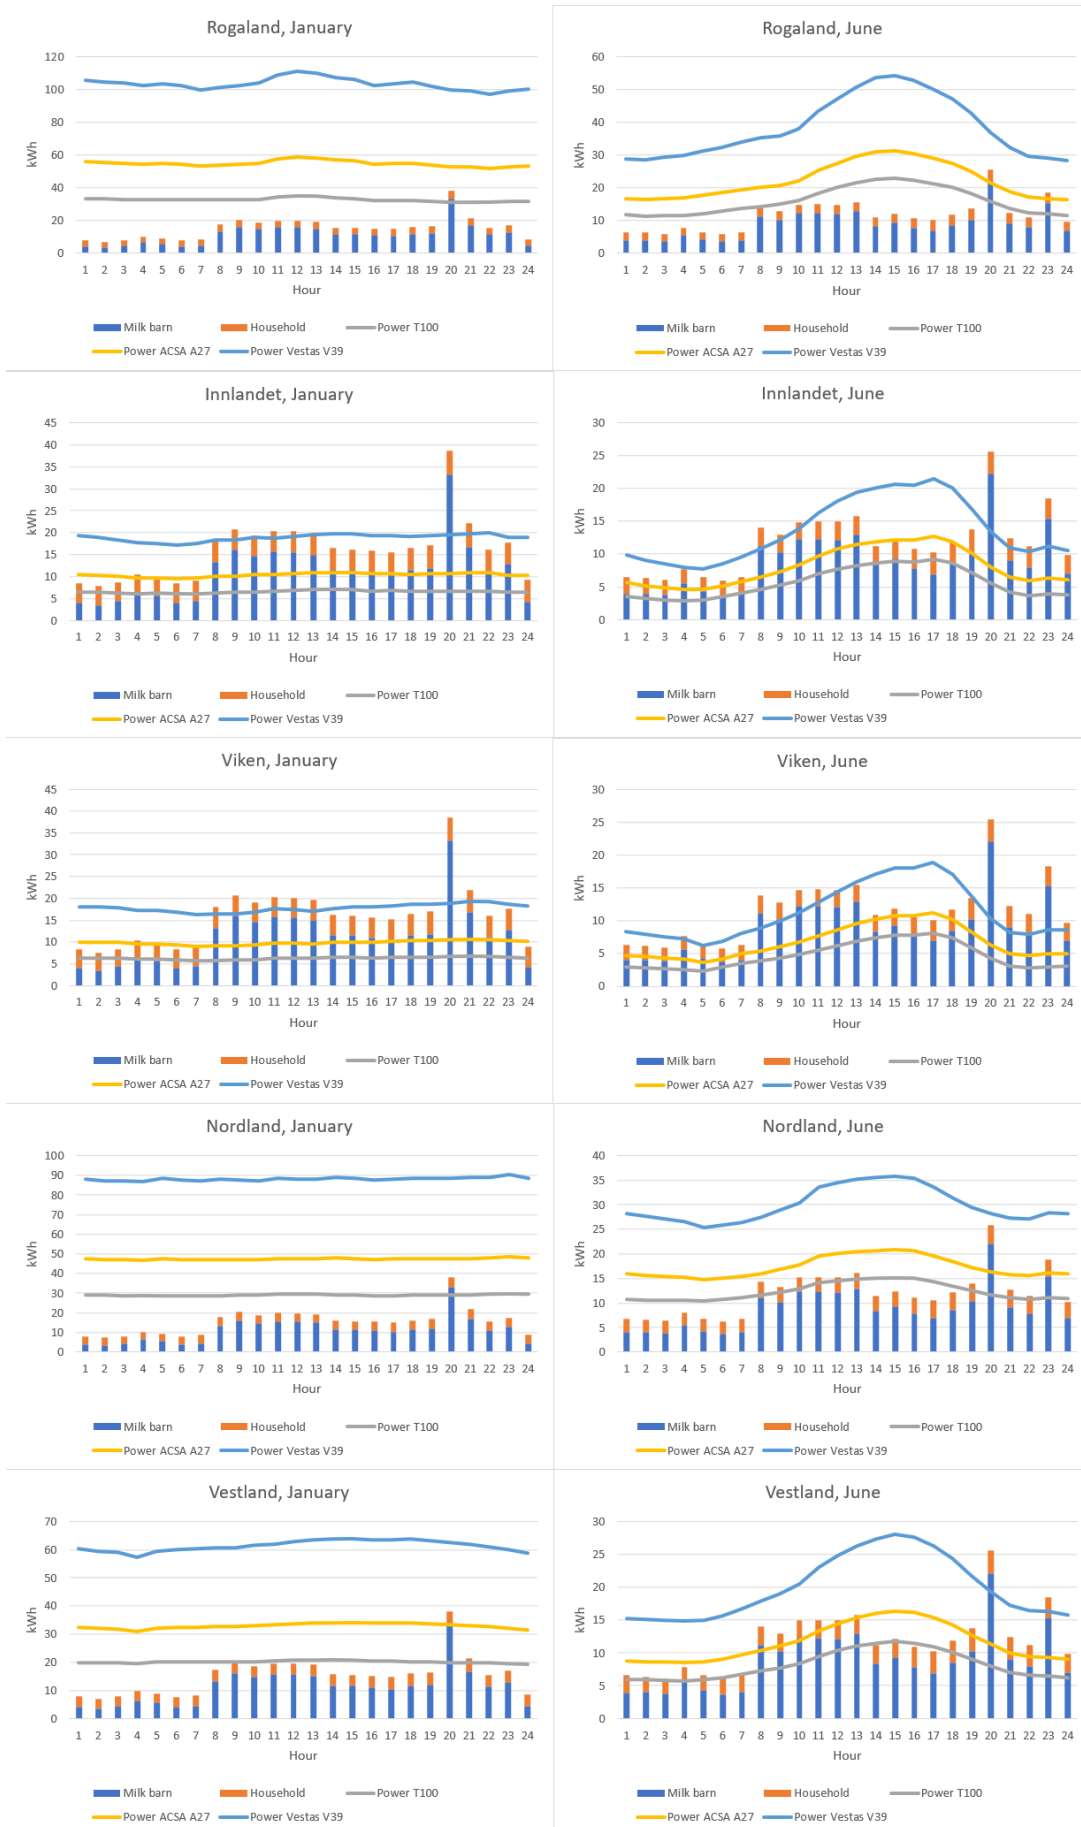 Rogaland, January
120
100
80
60
40
20
0
kWh
1 2 3 4 5 6 7 8 9 10 11 12 13 14 15 16 17 18 19 20 21 22 23 24
Hour
Milk barn Household Power T100
Power ACSA A27 Power Vestas V39
Rogaland, June
60
50
40
30
20
10
0
kWh
1 2 3 4 5 6 7 8 9 10 11 12 13 14 15 16 17 18 19 20 21 22 23 24
Hour
Milk barn Household Power T100
Power ACSA A27 Power Vestas V39
Innlandet, January
45
40
35
30
25
20
15
10
5
0
kWh
1 2 3 4 5 6 7 8 9 10 11 12 13 14 15 16 17 18 19 20 21 22 23 24
Hour
Milk barn Household Power T100
Power ACSA A27 Power Vestas V39
Innlandet, June
30
25
20
15
10
5
0
kWh
1 2 3 4 5 6 7 8 9 10 11 12 13 14 15 16 17 18 19 20 21 22 23 24
Hour
Milk barn Household Power T100
Power ACSA A27 Power Vestas V39
Viken, January
45
40
35
30
25
20
15
10
5
0
kWh
1 2 3 4 5 6 7 8 9 10 11 12 13 14 15 16 17 18 19 20 21 22 23 24
Hour
Milk barn Household Power T100
Power ACSA A27 Power Vestas V39
Viken, June
30
25
20
15
10
5
0
kWh
1 2 3 4 5 6 7 8 9 10 11 12 13 14 15 16 17 18 19 20 21 22 23 24
Hour
Milk barn Household Power T100
Power ACSA A27 Power Vestas V39
Nordland, January
100
90
80
70
60
50
40
30
20
10
0
kWh
1 2 3 4 5 6 7 8 9 10 11 12 13 14 15 16 17 18 19 20 21 22 23 24
Hour
Milk barn Household Power T100
Power ACSA A27 Power Vestas V39
Nordland, June
40
35
30
25
20
15
10
5
0
kWh
1 2 3 4 5 6 7 8 9 10 11 12 13 14 15 16 17 18 19 20 21 22 23 24
Hour
Milk barn Household Power T100
Power ACSA A27 Power Vestas V39
Vestland, January
70
60
50
40
30
20
10
0
kWh
1 2 3 4 5 6 7 8 9 10 11 12 13 14 15 16 17 18 19 20 21 22 23 24
Hour
Milk barn Household Power T100
Power ACSA A27 Power Vestas V39
Vestland, June
30
25
20
15
10
5
0
kWh
1 2 3 4 5 6 7 8 9 10 11 12 13 14 15 16 17 18 19 20 21 22 23 24
Hour
Milk barn Household Power T100
Power ACSA A27 Power Vestas V39